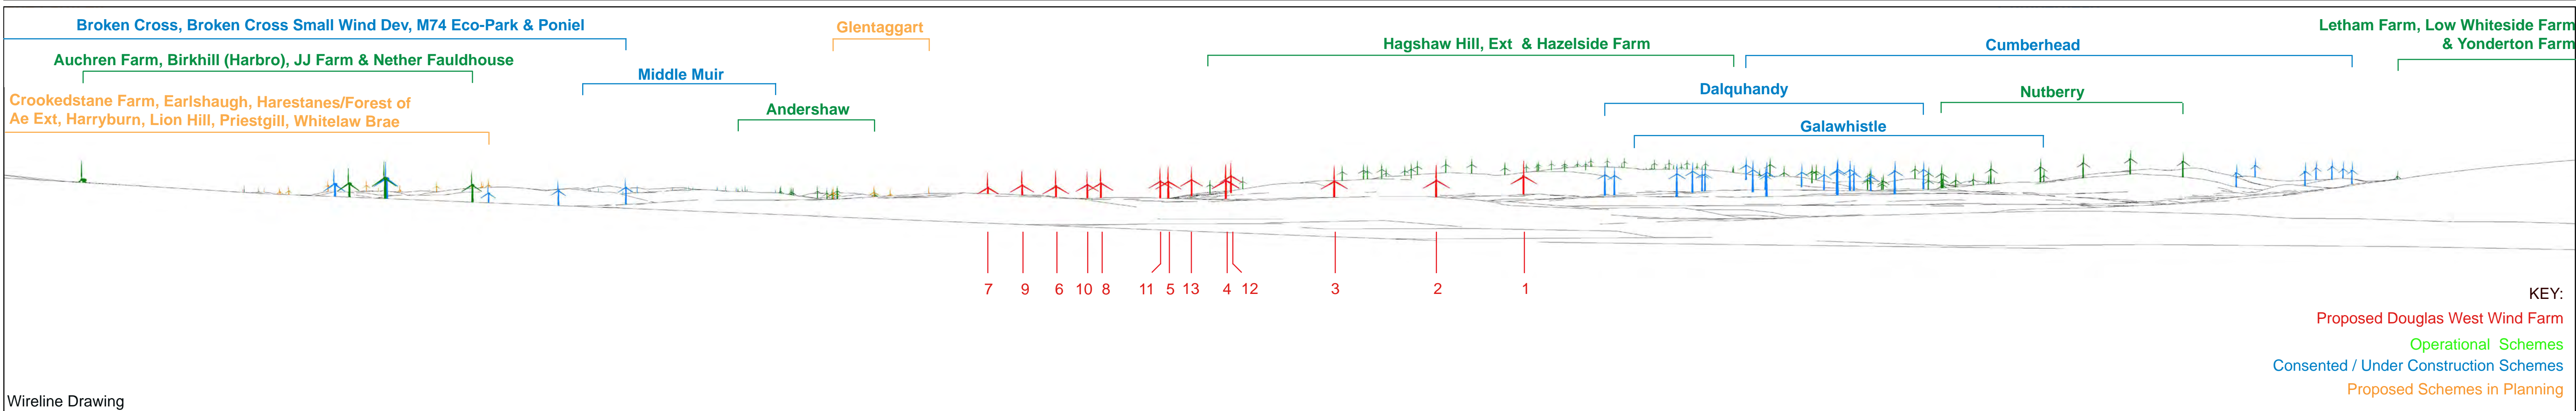 Broken Cross, Broken Cross Small Wind Dev, M74 Eco-Park & Poniel
Auchren Farm, Birkhill (Harbro), JJ Farm & Nether Fauldhouse
Crookedstane Farm, Earlshaugh, Harestanes/Forest of
Ae Ext, Harryburn, Lion Hill, Priestgill, Whitelaw Brae
Middle Muir
Andershaw
Glentaggart
Hagshaw Hill, Ext & Hazelside Farm
Cumberhead
Dalquhandy
Galawhistle
Nutberry
Letham Farm, Low Whiteside Farm
& Yonderton Farm
7 9 6 10 8 11 5 13 4 12 3 2 1
KEY:
Proposed Douglas West Wind Farm
Operational Schemes
Consented / Under Construction Schemes
Proposed Schemes in Planning
Wireline Drawing